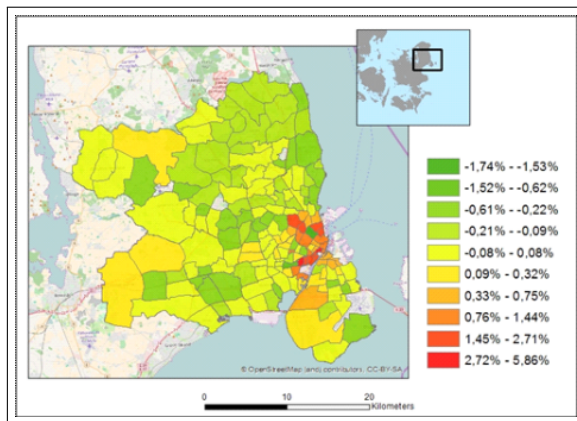 -1,74% - -1,53%
-1,52% - -0,62%
-0,61% - -0,22%
-0,21% - -0,09%
-0,08% - -0,08%
0,09% - 0,32%
0,33% - 0,75%
0,76% - 1,44%
1,45% - 2,71%
2,72% - 5,86%
© OpenStreetMap (and) contributors, CC-BY-SA
0 10 20
Kilometers